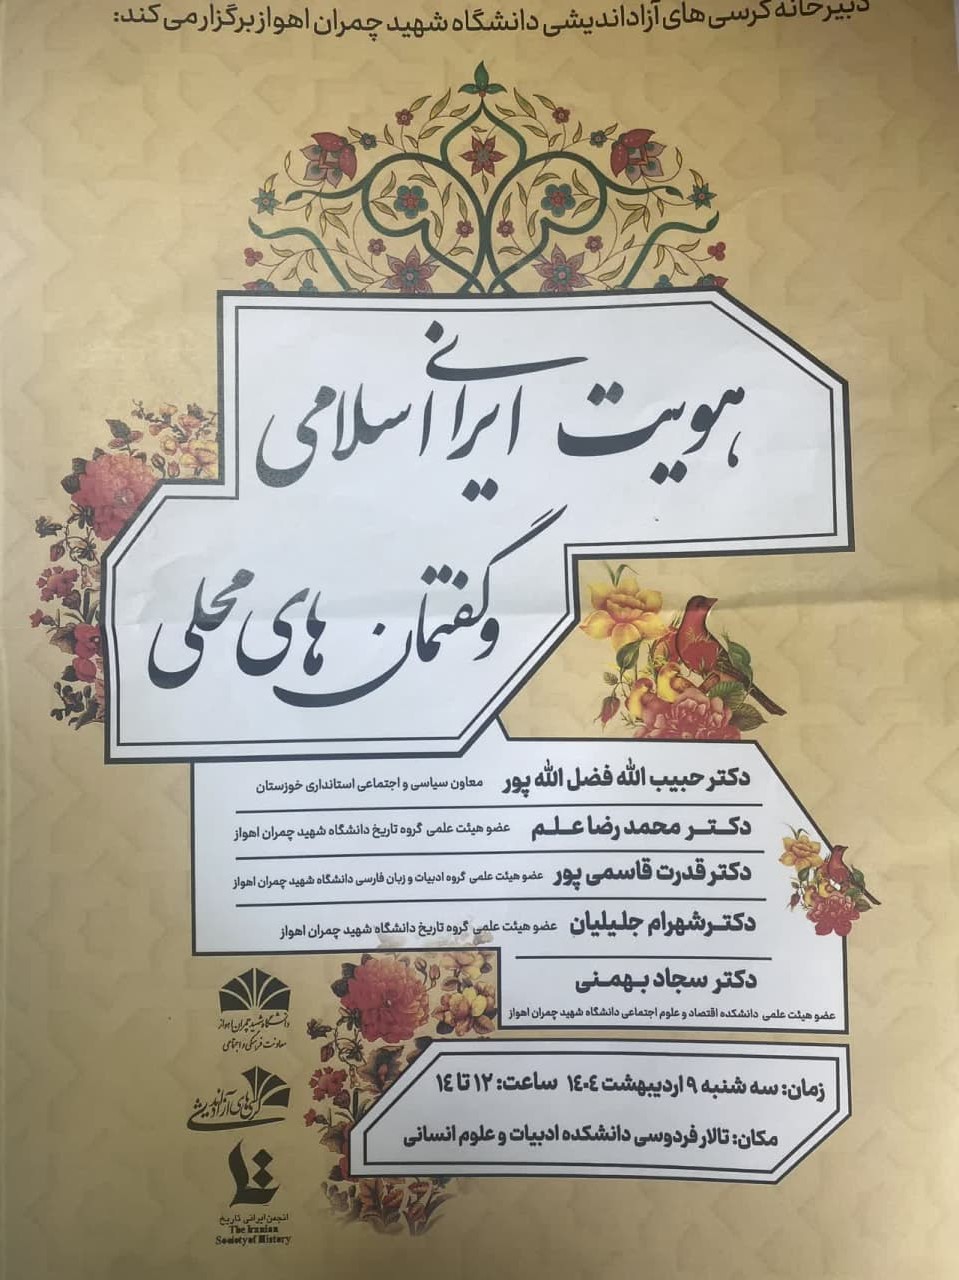 دبیرخانه کرسی های آزاداندیشی دانشگاه شهید چمران اهواز برگزار می کند:
هویت ایرانی اسلامی
و گفتمان های محلی
دکتر حبیب الله فضل الله پور معاون سیاسی و اجتماعی استانداری خوزستان
دکتر محمد رضا علم عضو هیئت علمی گروه تاریخ دانشگاه شهید چمران اهواز
دکتر قدرت قاسمی پور عضو هیئت علمی گروه ادبیات و زبان فارسی دانشگاه شهید چمران اهواز
دکتر شهرام جلیلیان عضو هیئت علمی گروه تاریخ دانشگاه شهید چمران اهواز
دکتر سجاد بهمنی
عضو هیئت علمی دانشکده اقتصاد و علوم اجتماعی دانشگاه شهید چمران اهواز
زمان: سه شنبه ۹ اردیبهشت ۱۴۰۴ ساعت: ۱۲ تا ۱۴
مکان: تالار فردوسی دانشکده ادبیات و علوم انسانی
دانشگاه شهید چمران اهواز
معاونت فرهنگی و اجتماعی
کرسی های آزاداندیشی
انجمن ایرانی تاریخ
The Iranian
Society of History